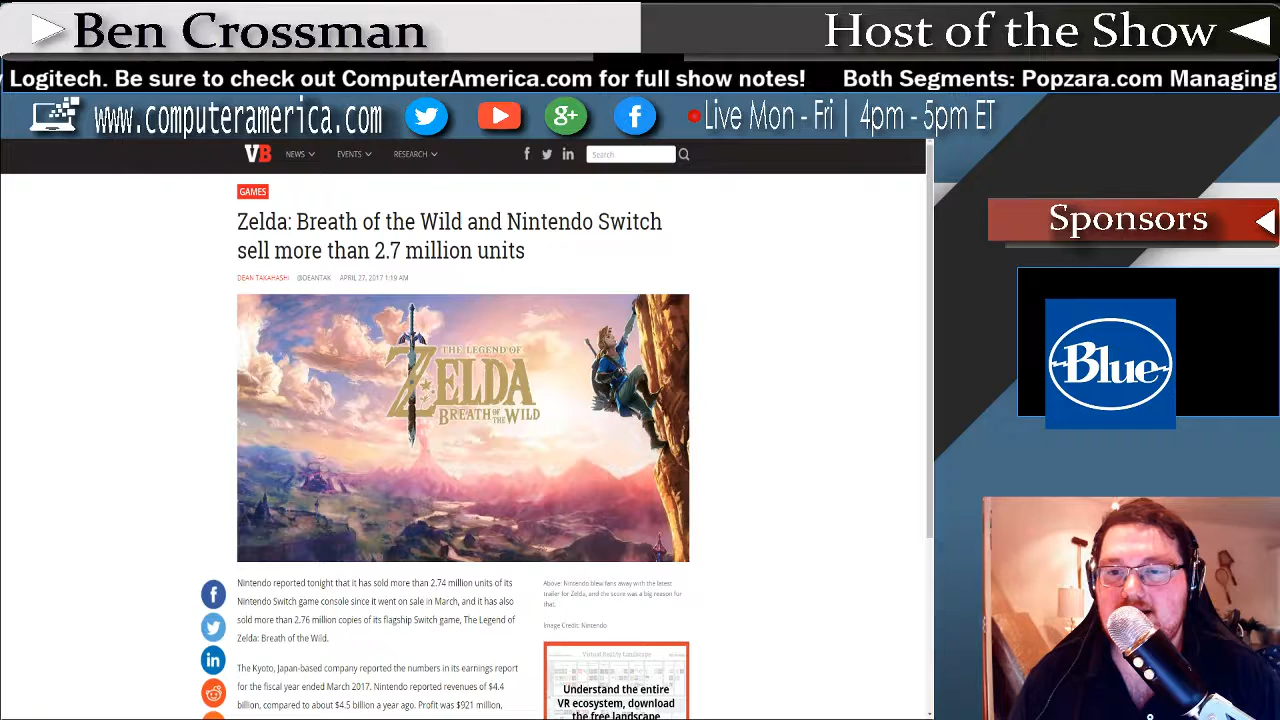 Ben Crossman
Host of the Show
Logitech. Be sure to check out ComputerAmerica.com for full show notes! Both Segments: Popzara.com Managing
www.computeramerica.com
Live Mon - Fri | 4pm - 5pm ET
VB NEWS EVENTS RESEARCH Search
GAMES
Zelda: Breath of the Wild and Nintendo Switch
sell more than 2.7 million units
DEAN TAKAHASHI @DEANTAK APRIL 27, 2017 1:19 AM
THE LEGEND OF
ZELDA
BREATH OF THE WILD
Nintendo reported tonight that it has sold more than 2.74 million units of its
Nintendo Switch game console since it went on sale in March, and it has also
sold more than 2.76 million copies of its flagship Switch game, The Legend of
Zelda: Breath of the Wild.
The Kyoto, Japan-based company reported the numbers in its earnings report
for the fiscal year ended March 2017. Nintendo reported revenues of $4.4
billion, compared to about $4.5 billion a year ago. Profit was $921 million,
Above: Nintendo blew fans away with the latest
trailer for Zelda, and the score was a big reason for
that.
Image Credit: Nintendo
Virtual Reality Landscape
Understand the entire
VR ecosystem, download
the free landscape
Sponsors
Blue